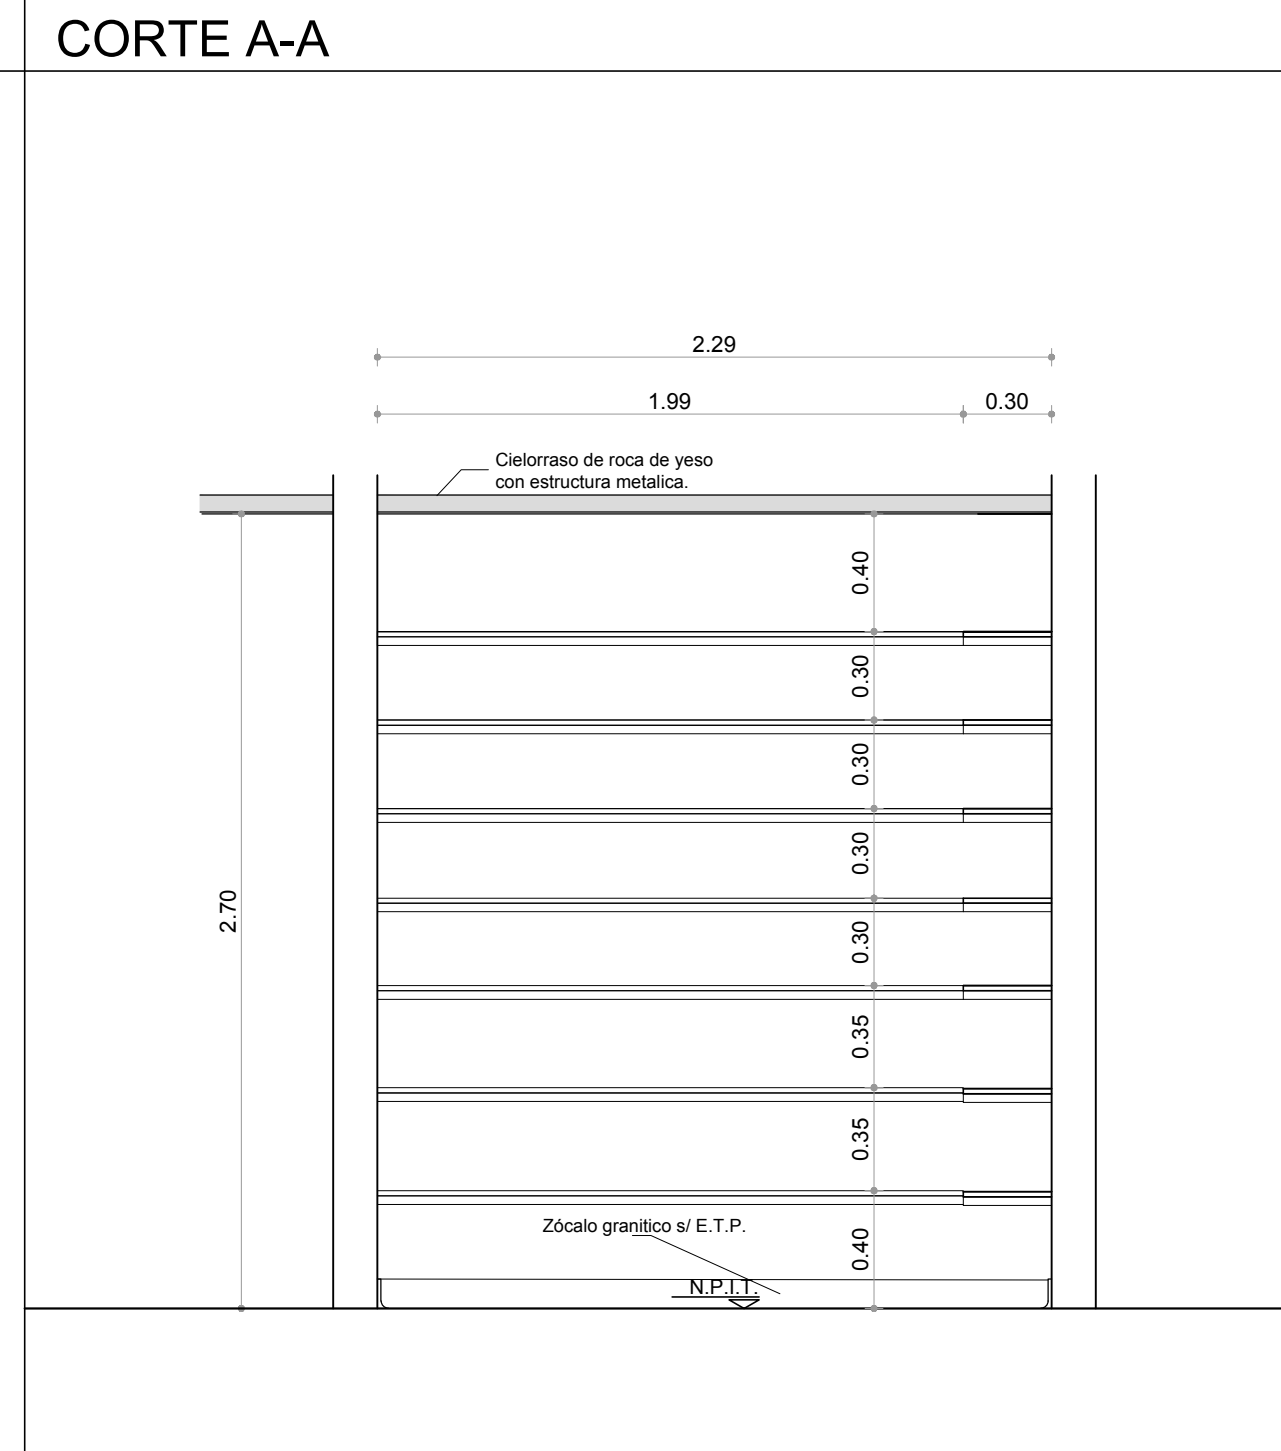 CORTE A-A
2.29
1.99
0.30
Cielorraso de roca de yeso
con estructura metalica.
0.40
0.30
0.30
0.30
2.70
0.30
0.35
0.35
Zócalo granitico s/ E.T.P.
0.40
N.P.I.T.